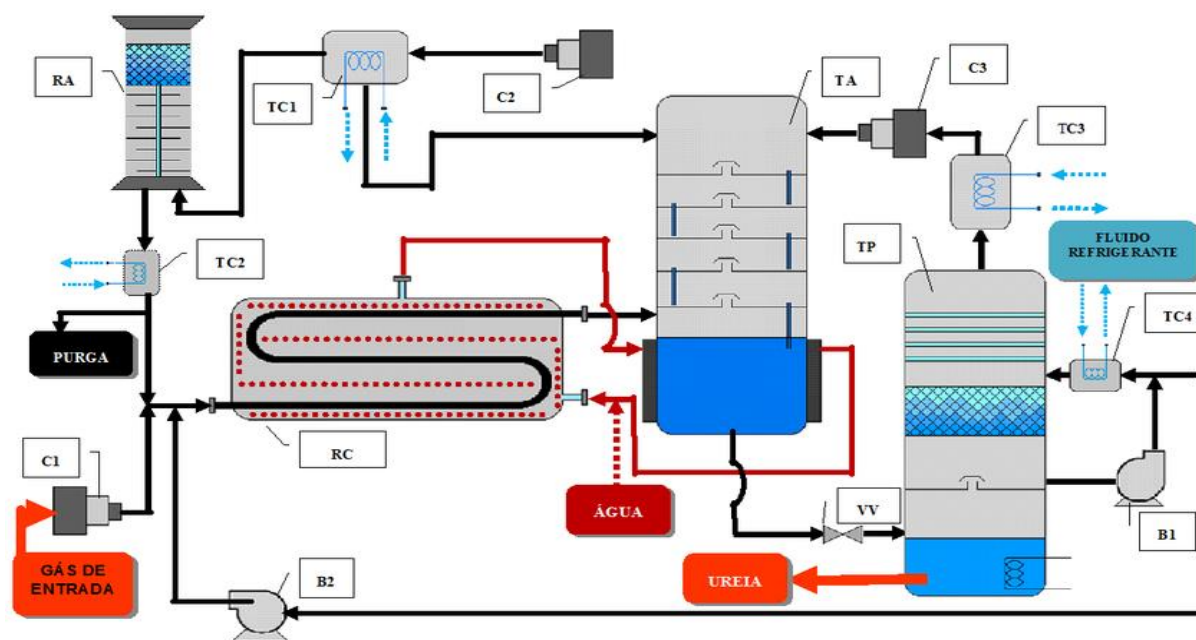 RA
TC1
C2
TA
C3
TC3
TP
FLUIDO
REFRIGERANTE
TC2
TC4
PURGA
RC
C1
ÁGUA
VV
B1
GÁS DE
ENTRADA
B2
UREIA